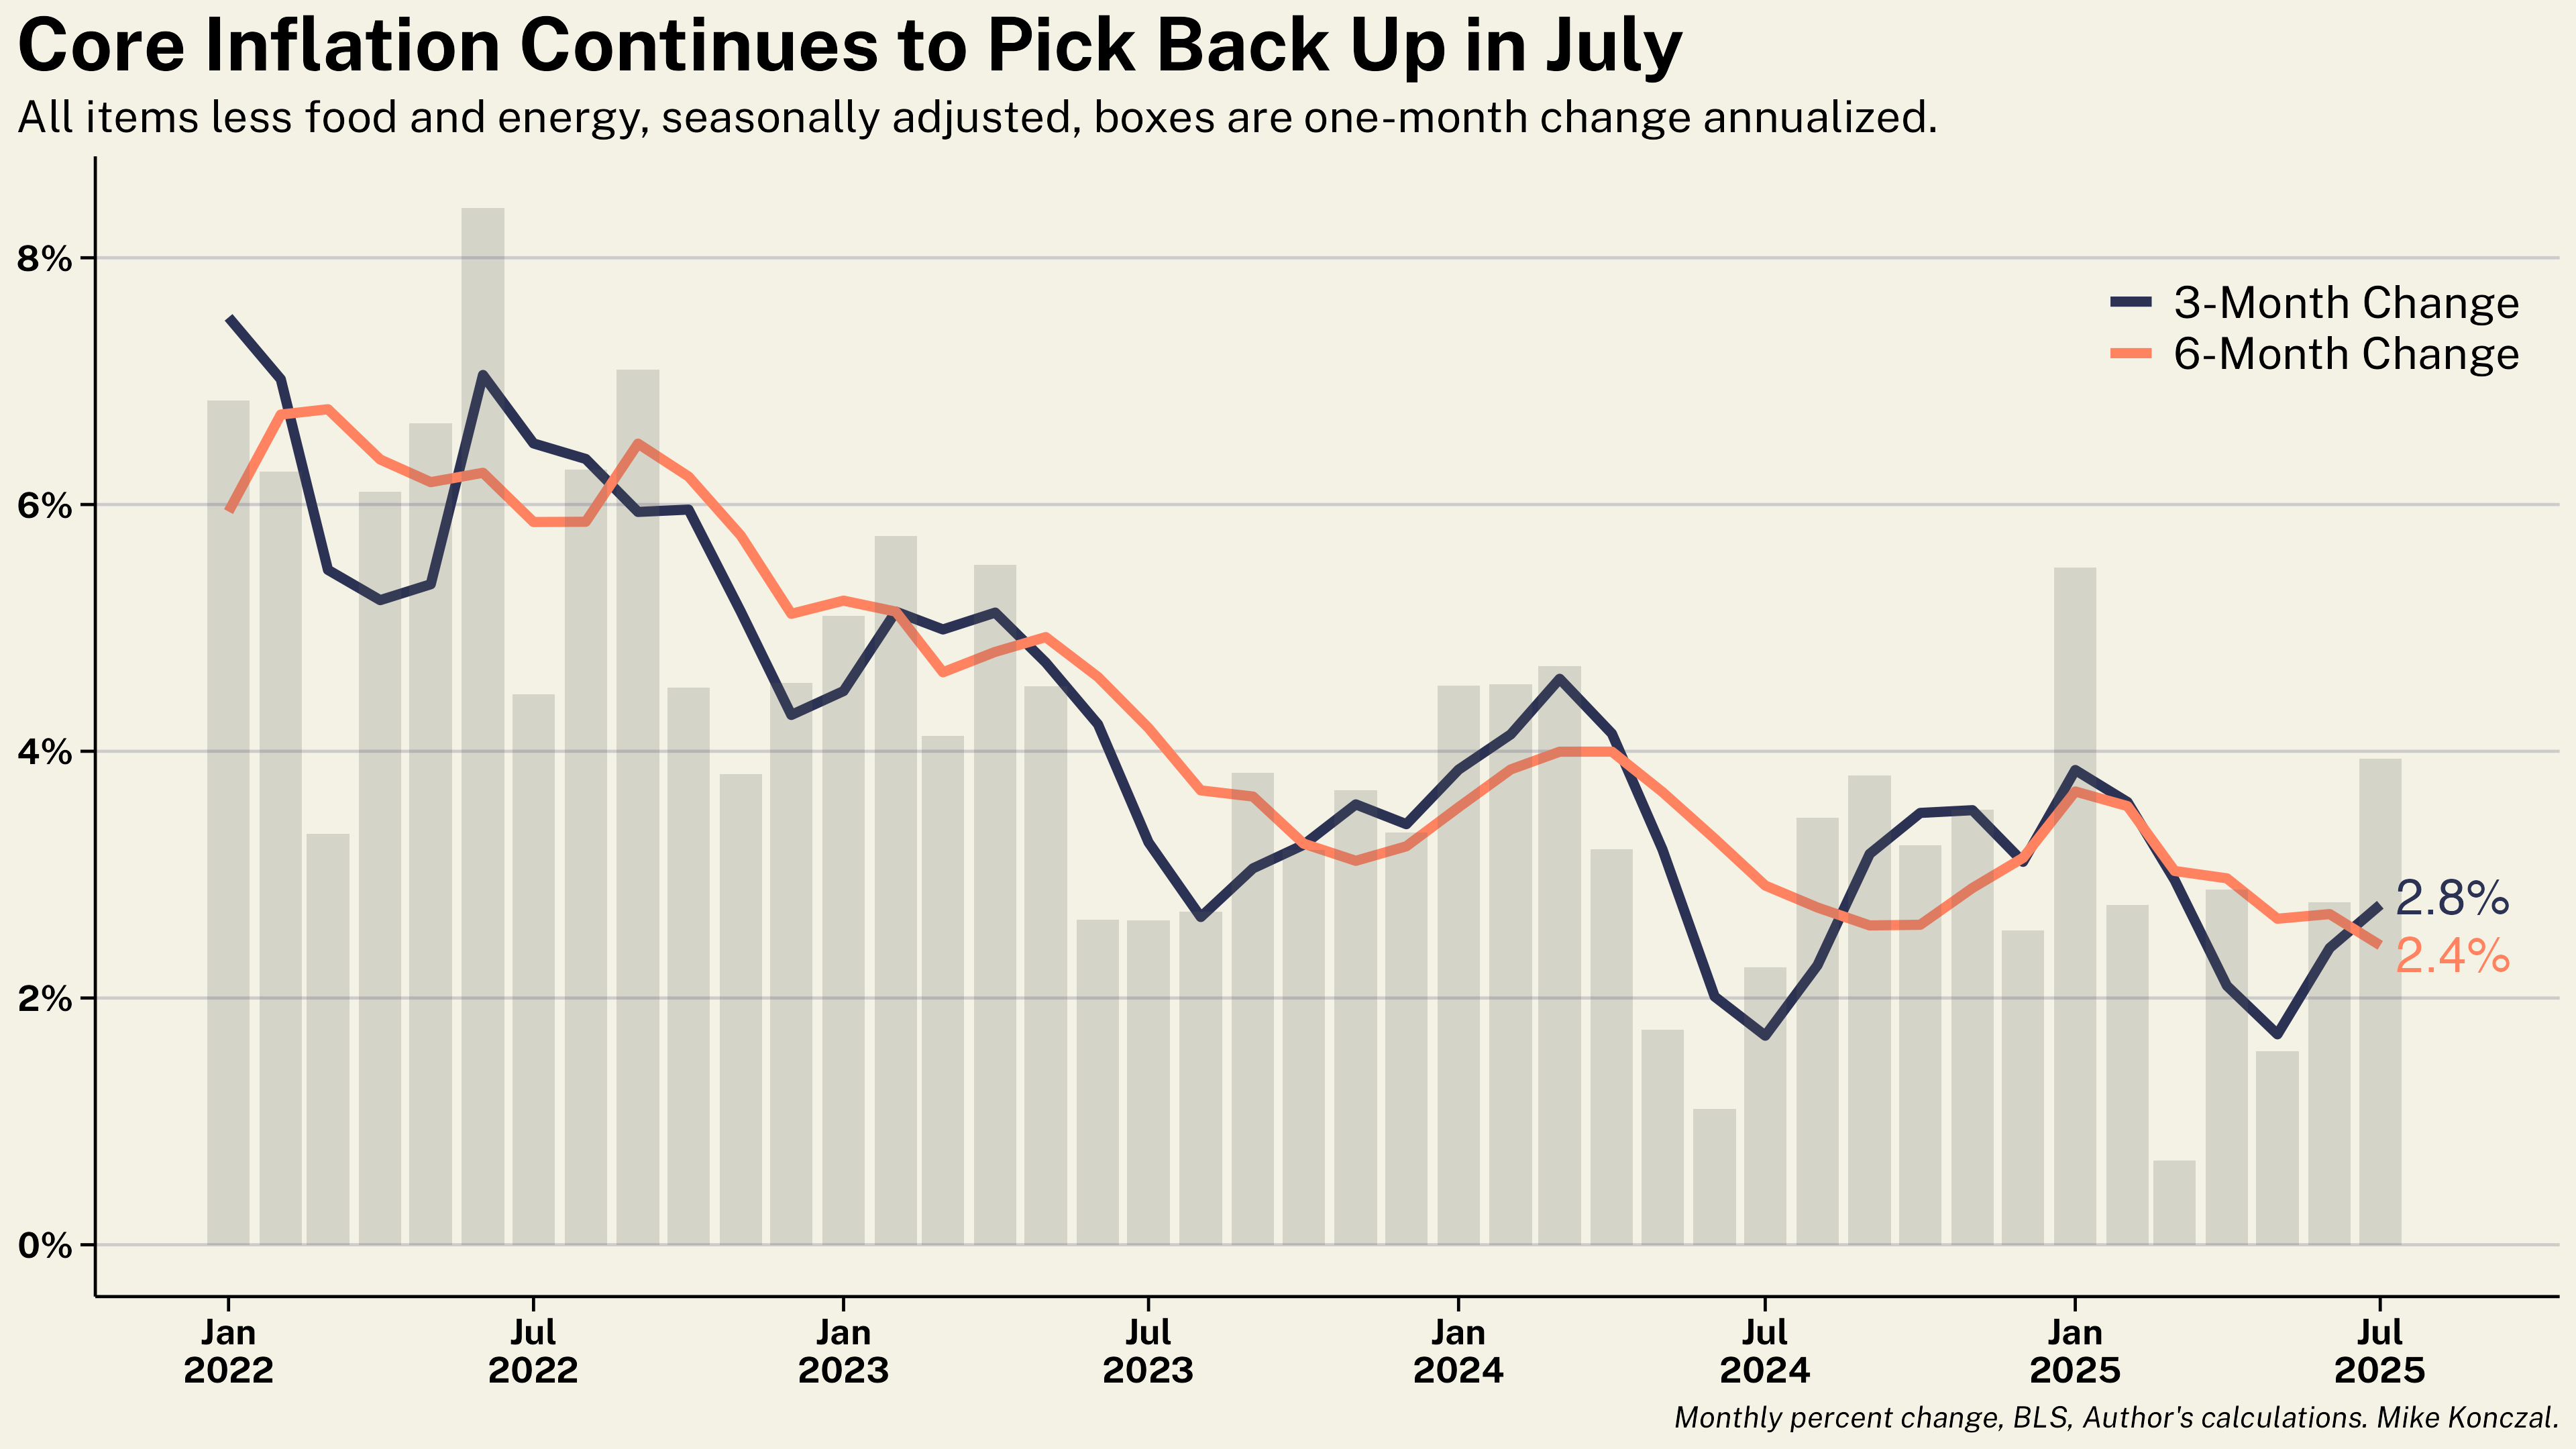 Core Inflation Continues to Pick Back Up in July
All items less food and energy, seasonally adjusted, boxes are one-month change annualized.
8%
6%
4%
2%
0%
3-Month Change
6-Month Change
2.8%
2.4%
Jan
2022
Jul
2022
Jan
2023
Jul
2023
Jan
2024
Jul
2024
Jan
2025
Jul
2025
Monthly percent change, BLS, Author's calculations. Mike Konczal.